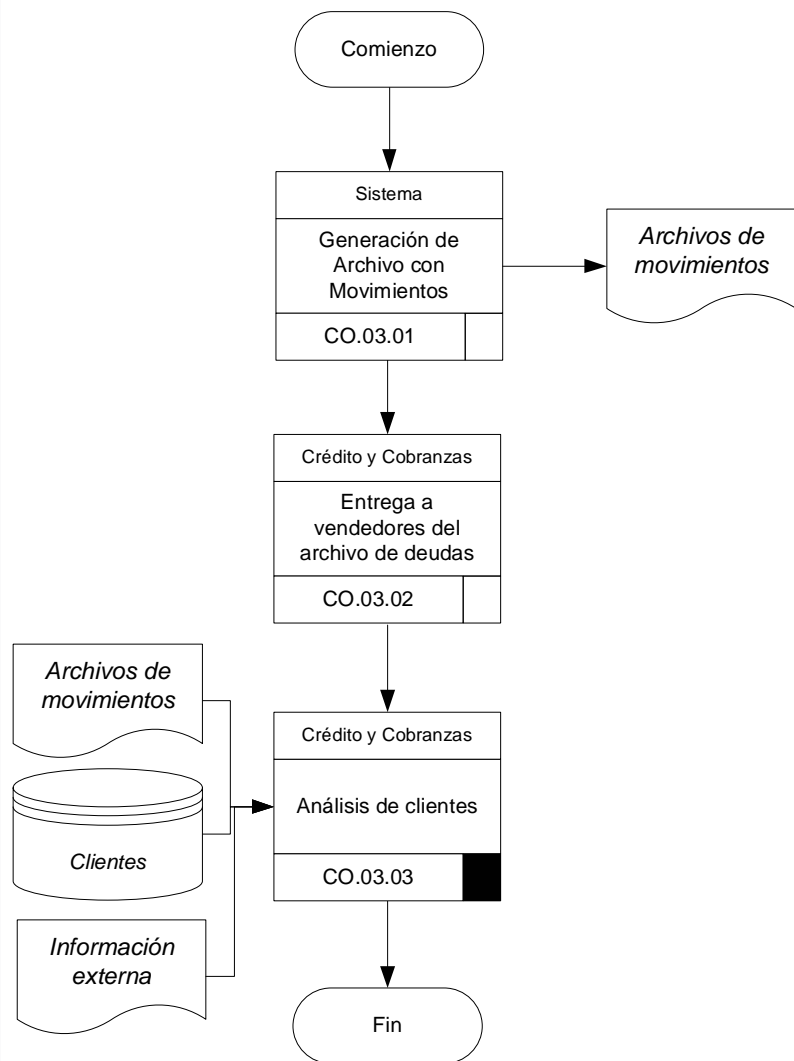 Comienzo
Sistema
Generación de
Archivo con
Movimientos
CO.03.01
Archivos de
movimientos
Crédito y Cobranzas
Entrega a
vendedores del
archivo de deudas
CO.03.02
Archivos de
movimientos
Clientes
Información
externa
Crédito y Cobranzas
Análisis de clientes
CO.03.03
Fin